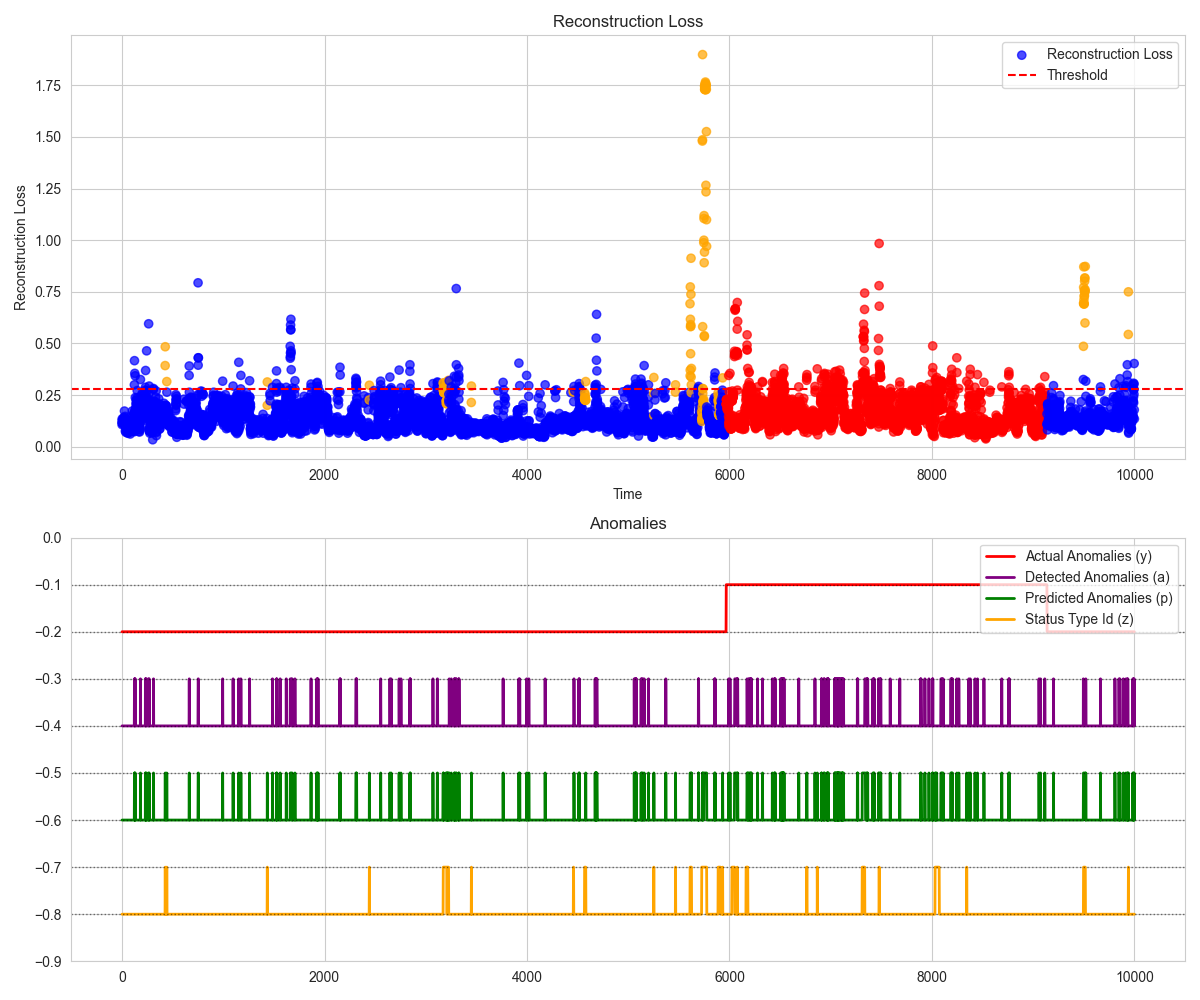 Reconstruction Loss
Reconstruction Loss
Threshold
1.75
1.50
1.25
1.00
0.75
0.50
0.25
0.00
Reconstruction Loss
0 2000 4000 6000 8000 10000
Time
Anomalies
Actual Anomalies (y)
Detected Anomalies (a)
Predicted Anomalies (p)
Status Type Id (z)
0.0
−0.1
−0.2
−0.3
−0.4
−0.5
−0.6
−0.7
−0.8
−0.9
0 2000 4000 6000 8000 10000